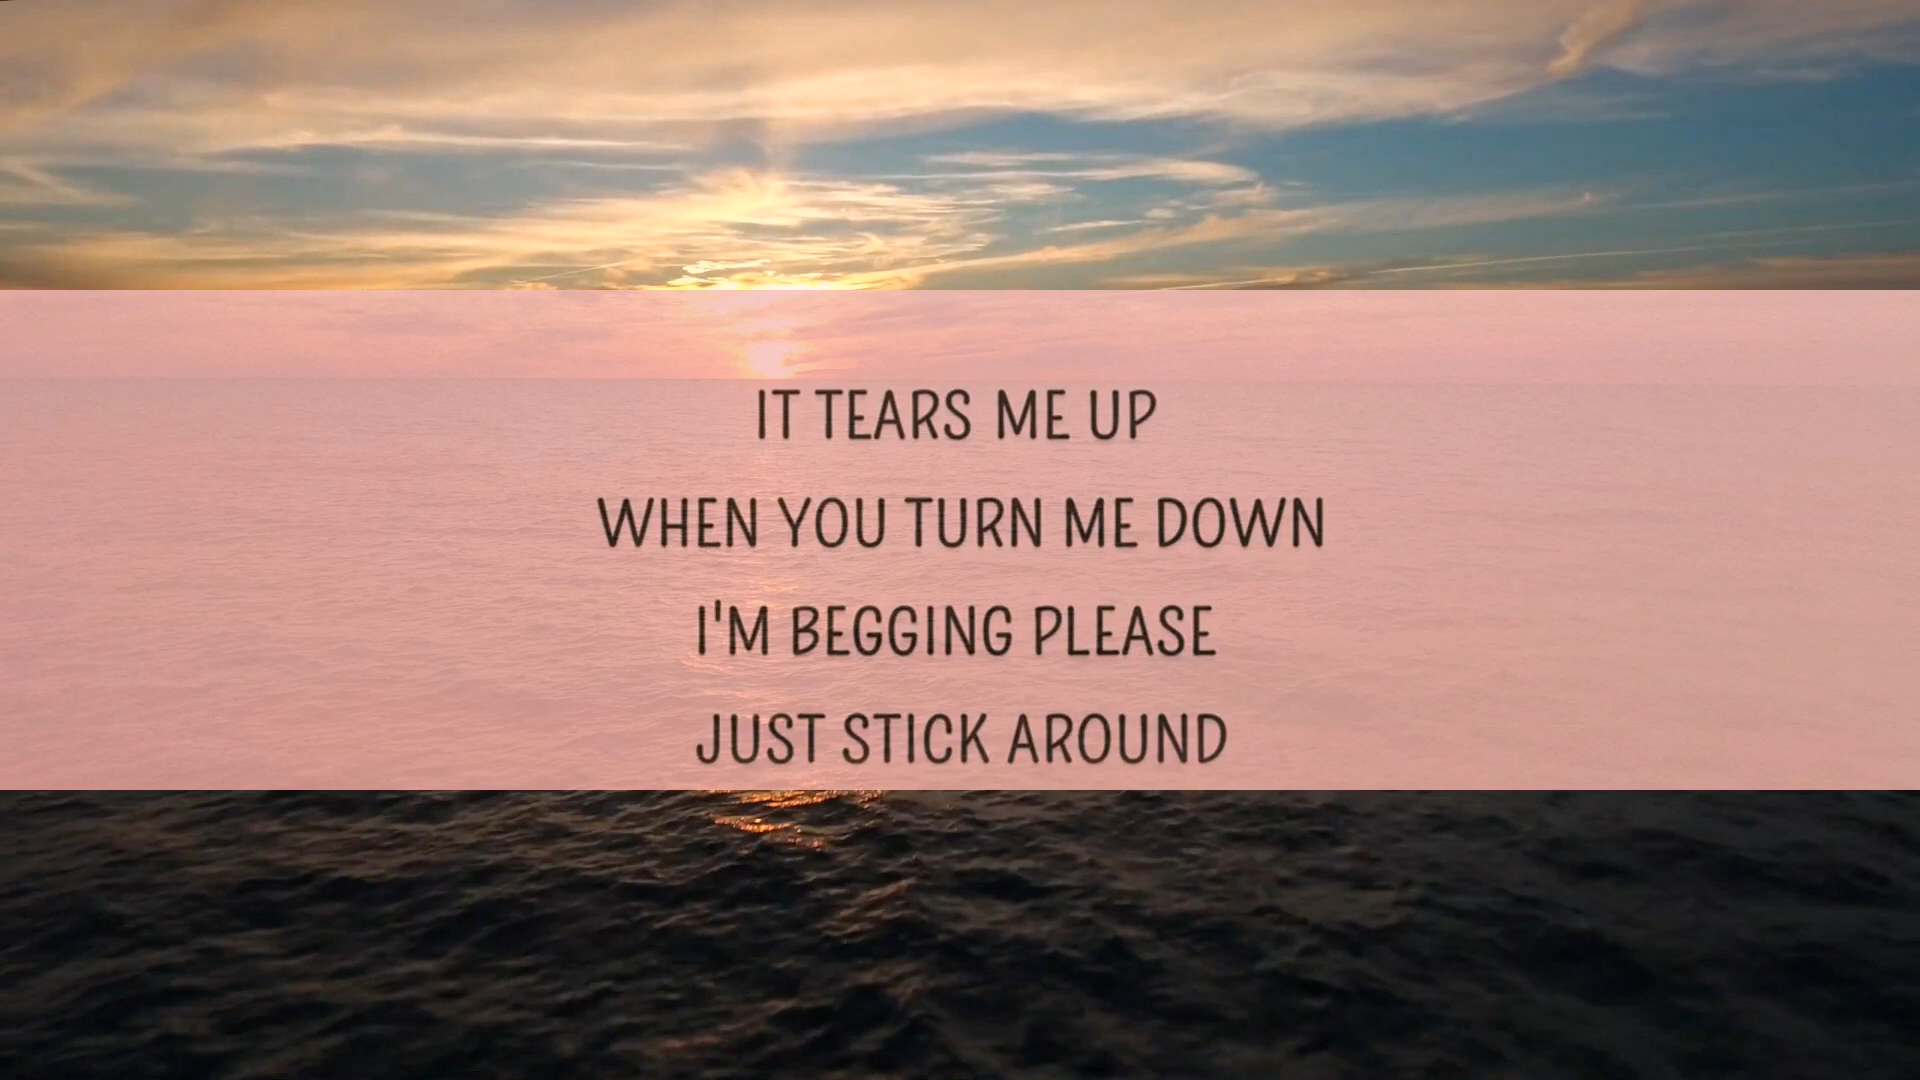 IT TEARS ME UP
WHEN YOU TURN ME DOWN
I'M BEGGING PLEASE
JUST STICK AROUND